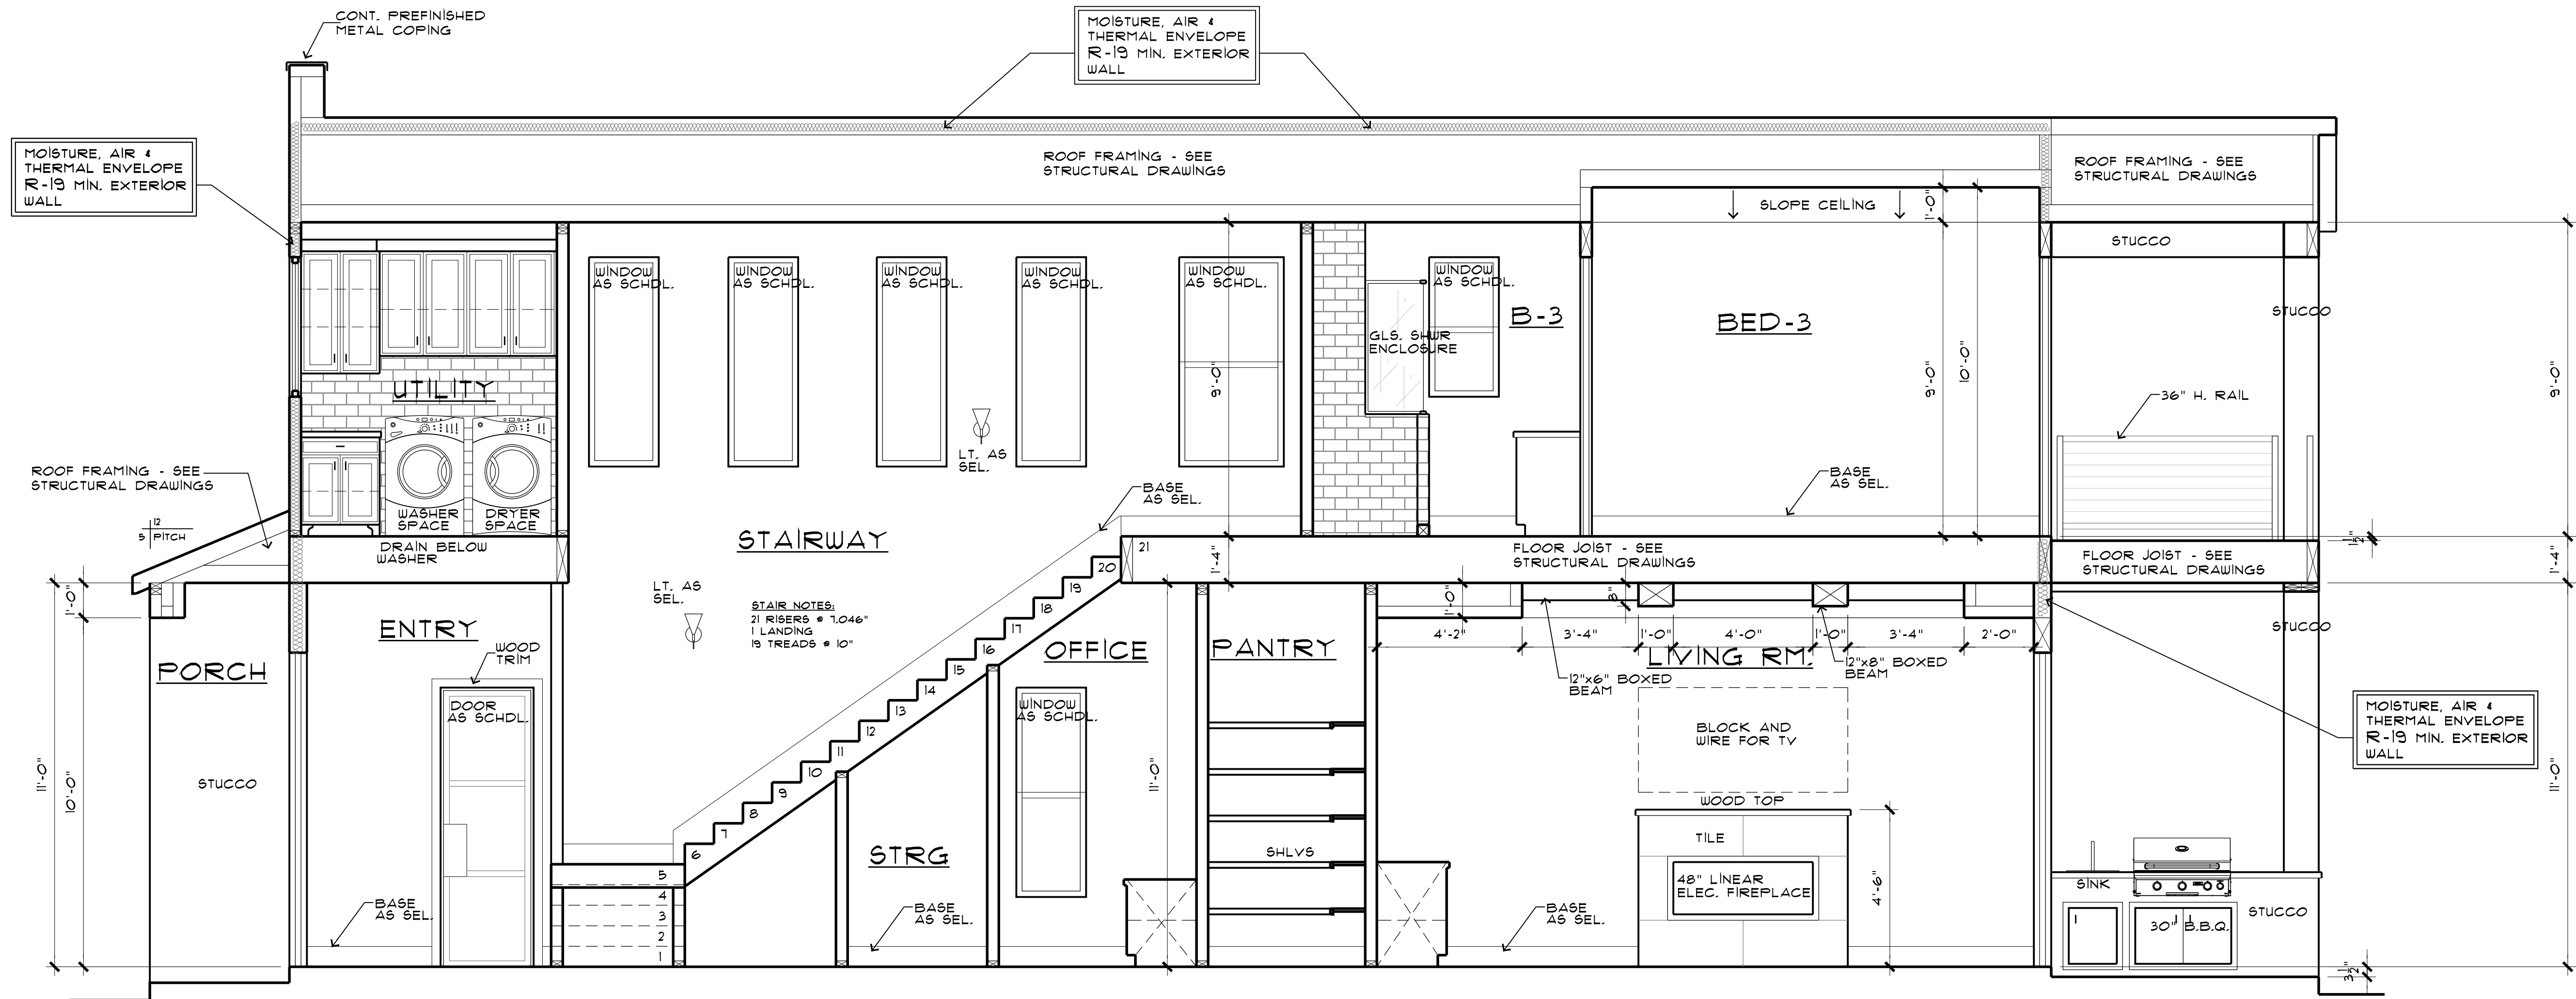 CONT. PREFINISHED
METAL COPING
MOISTURE, AIR &
THERMAL ENVELOPE
R-19 MIN. EXTERIOR
WALL
MOISTURE, AIR &
THERMAL ENVELOPE
R-19 MIN. EXTERIOR
WALL
ROOF FRAMING - SEE
STRUCTURAL DRAWINGS
ROOF FRAMING - SEE
STRUCTURAL DRAWINGS
SLOPE CEILING
1'-0"
STUCCO
WINDOW
AS SCHDL.
WINDOW
AS SCHDL.
WINDOW
AS SCHDL.
WINDOW
AS SCHDL.
WINDOW
AS SCHDL.
WINDOW
AS SCHDL.
GLS. SHWR
ENCLOSURE
B-3
BED-3
STUCCO
9'-0"
9'-0"
10'-0"
9'-0"
UTILITY
36" H. RAIL
LT. AS
SEL.
BASE
AS SEL.
BASE
AS SEL.
ROOF FRAMING - SEE
STRUCTURAL DRAWINGS
12
5 PITCH
WASHER
SPACE
DRYER
SPACE
DRAIN BELOW
WASHER
STAIRWAY
21
1'-4"
FLOOR JOIST - SEE
STRUCTURAL DRAWINGS
FLOOR JOIST - SEE
STRUCTURAL DRAWINGS
1 1/2"
1'-4"
LT. AS
SEL.
STAIR NOTES:
21 RISERS @ 7.046"
1 LANDING
19 TREADS @ 10"
20
19
18
17
16
15
14
13
12
11
10
9
8
7
6
5
4
3
2
1
1'-0"
1'-0"
8"
4'-2"
3'-4"
1'-0"
4'-0"
1'-0"
3'-4"
2'-0"
ENTRY
PORCH
WOOD
TRIM
OFFICE
PANTRY
LIVING RM.
12"x6" BOXED
BEAM
12"x8" BOXED
BEAM
STUCCO
DOOR
AS SCHDL.
WINDOW
AS SCHDL.
BLOCK AND
WIRE FOR TV
MOISTURE, AIR &
THERMAL ENVELOPE
R-19 MIN. EXTERIOR
WALL
11'-0"
10'-0"
STUCCO
11'-0"
11'-0"
WOOD TOP
TILE
STRG
SHLVS
48" LINEAR
ELEC. FIREPLACE
4'-6"
SINK
30" B.B.Q.
STUCCO
BASE
AS SEL.
BASE
AS SEL.
BASE
AS SEL.
3 1/2"